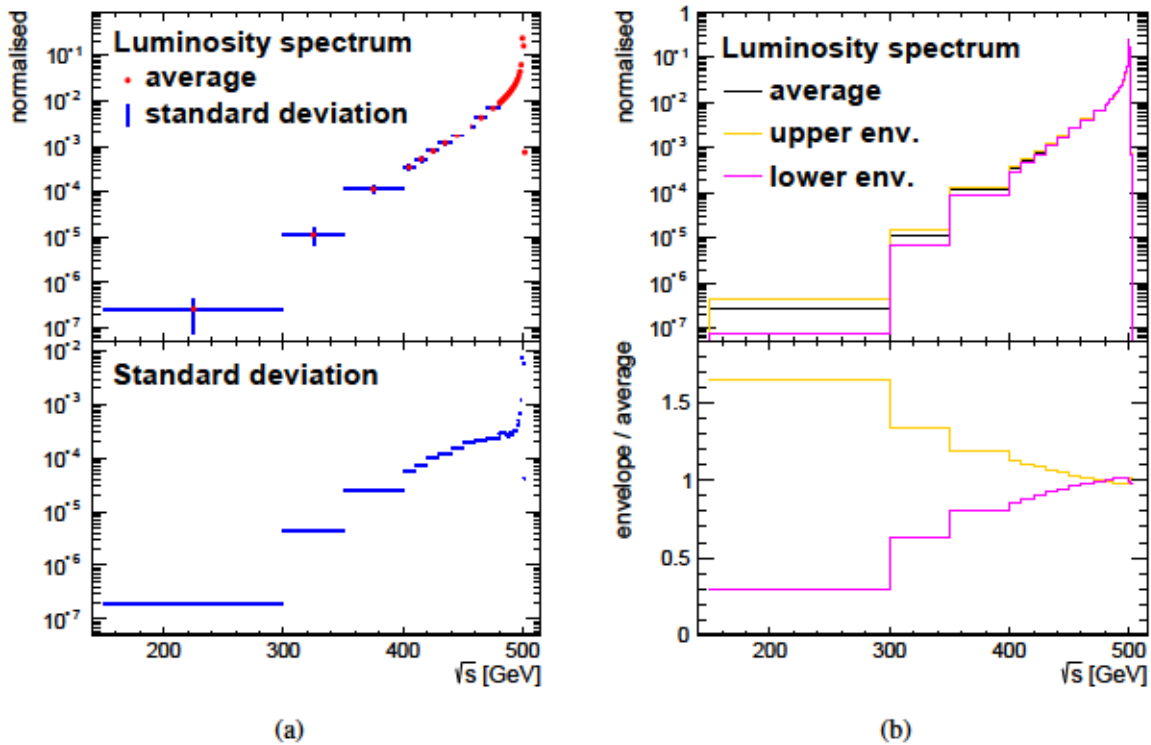 normalised
10⁻¹
10⁻²
10⁻³
10⁻⁴
10⁻⁵
10⁻⁶
10⁻⁷
Luminosity spectrum
average
standard deviation
10⁻²
10⁻³
10⁻⁴
10⁻⁵
10⁻⁶
10⁻⁷
Standard deviation
200 300 400 500
√s [GeV]
(a)
normalised
1
10⁻¹
10⁻²
10⁻³
10⁻⁴
10⁻⁵
10⁻⁶
10⁻⁷
Luminosity spectrum
average
upper env.
lower env.
envelope / average
1.5
1
0.5
0
200 300 400 500
√s [GeV]
(b)